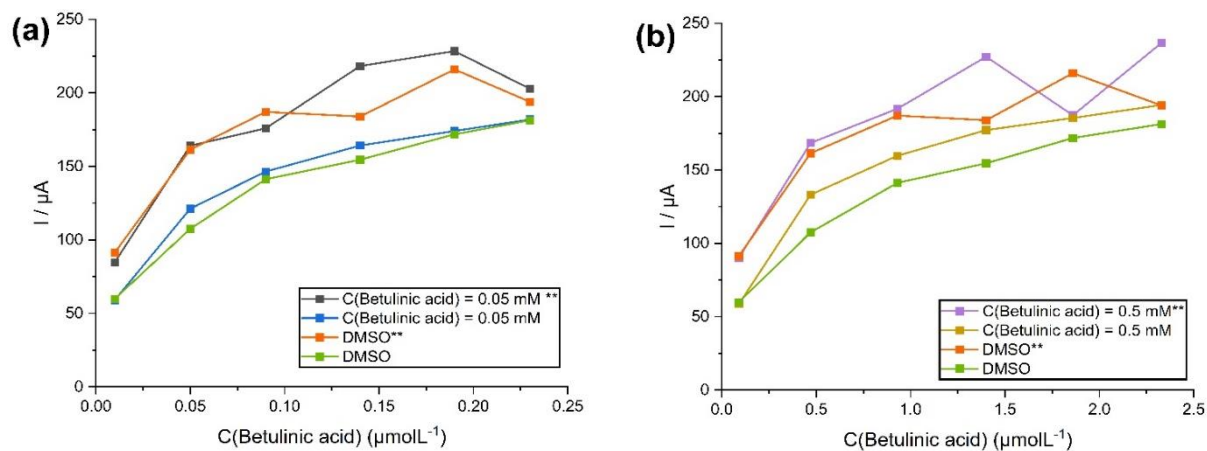 (a)
250
200
150
100
50
0
I / µA
0.00 0.05 0.10 0.15 0.20 0.25
C(Betulinic acid) (µmolL-1)
C(Betulinic acid) = 0.05 mM **
C(Betulinic acid) = 0.05 mM
DMSO**
DMSO
(b)
250
200
150
100
50
0
I / µA
0.0 0.5 1.0 1.5 2.0 2.5
C(Betulinic acid) (µmolL-1)
C(Betulinic acid) = 0.5 mM**
C(Betulinic acid) = 0.5 mM
DMSO**
DMSO